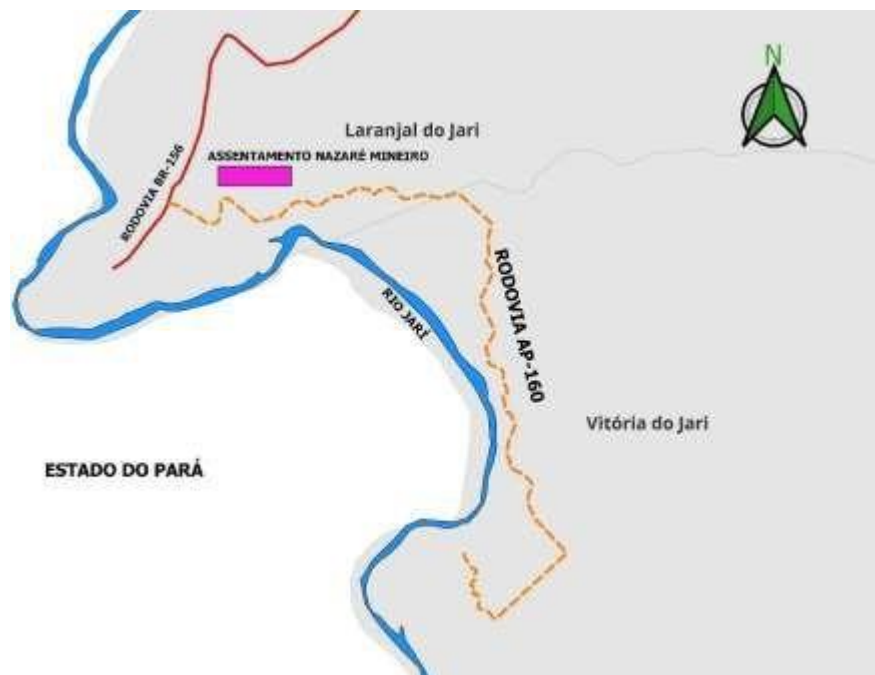 N
Laranjal do Jari
ASSENTAMENTO NAZARÉ MINEIRO
RODOVIA BR-156
RODOVIA AP-160
RIO JARÍ
Vitória do Jari
ESTADO DO PARÁ